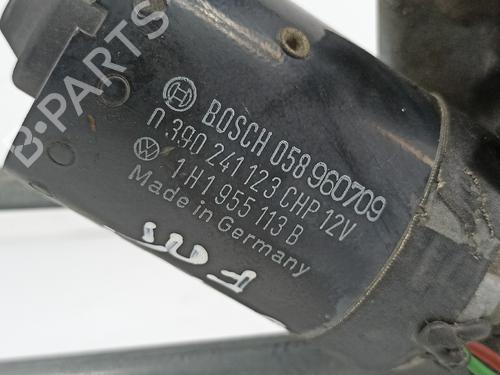 B-Parts
BOSCH 058 960709
0 390 241 123 CHP 12V
1H1 955 113 B
Made in Germany